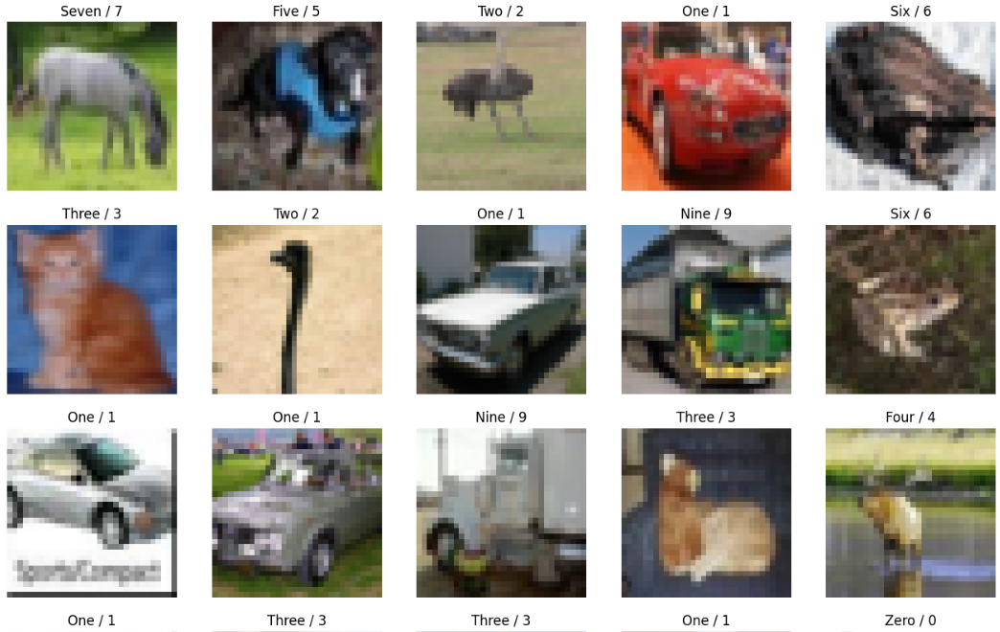 Seven / 7
Five / 5
Two / 2
One / 1
Six / 6
Three / 3
Two / 2
One / 1
Nine / 9
Six / 6
One / 1
One / 1
Nine / 9
Three / 3
Four / 4
Sports/Compact
One / 1
Three / 3
Three / 3
One / 1
Zero / 0